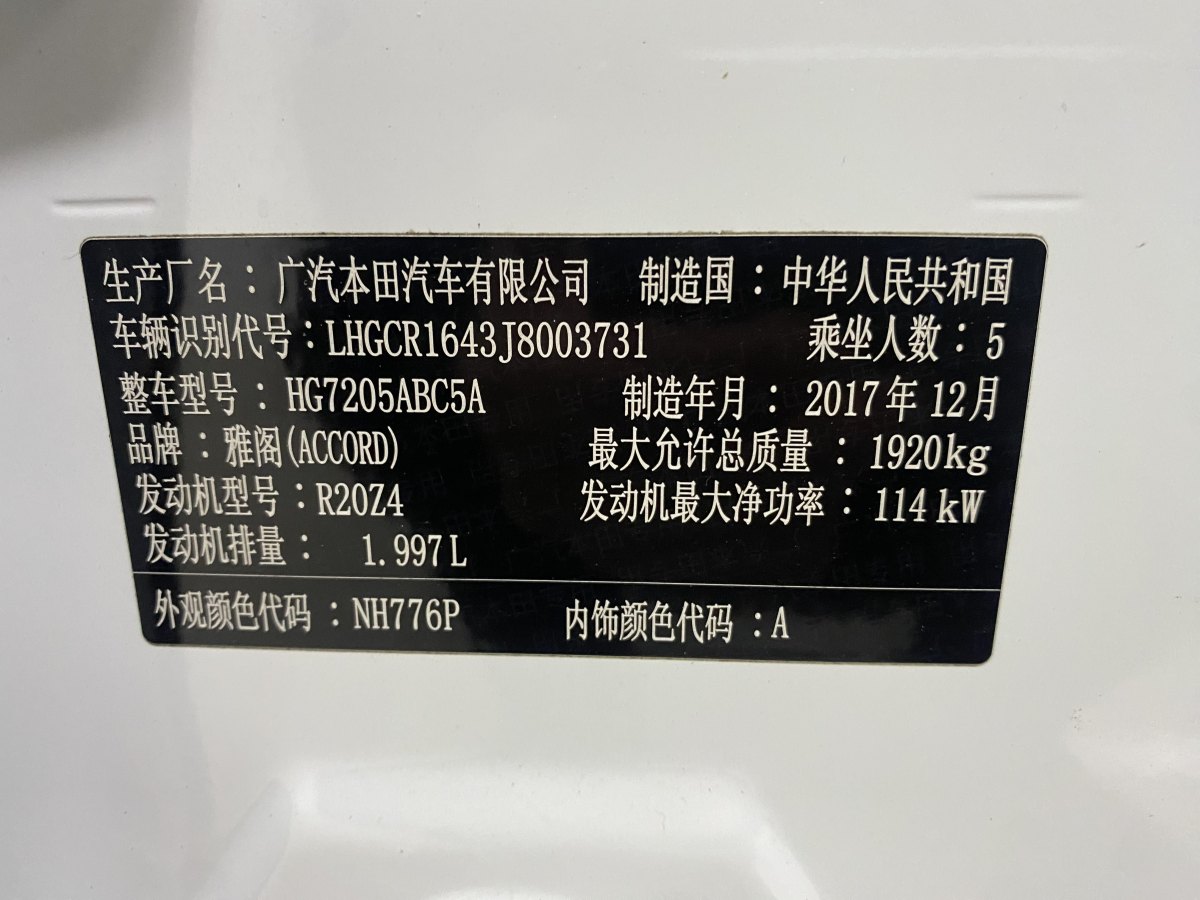 生产厂名：广汽本田汽车有限公司 制造国：中华人民共和国
车辆识别代号：LHGCR1643J8003731 乘坐人数：5
整车型号：HG7205ABC5A 制造年月：2017年12月
品牌：雅阁(ACCORD) 最大允许总质量：1920kg
发动机型号：R20Z4 发动机最大净功率：114kW
发动机排量：1.997L
外观颜色代码：NH776P 内饰颜色代码：A